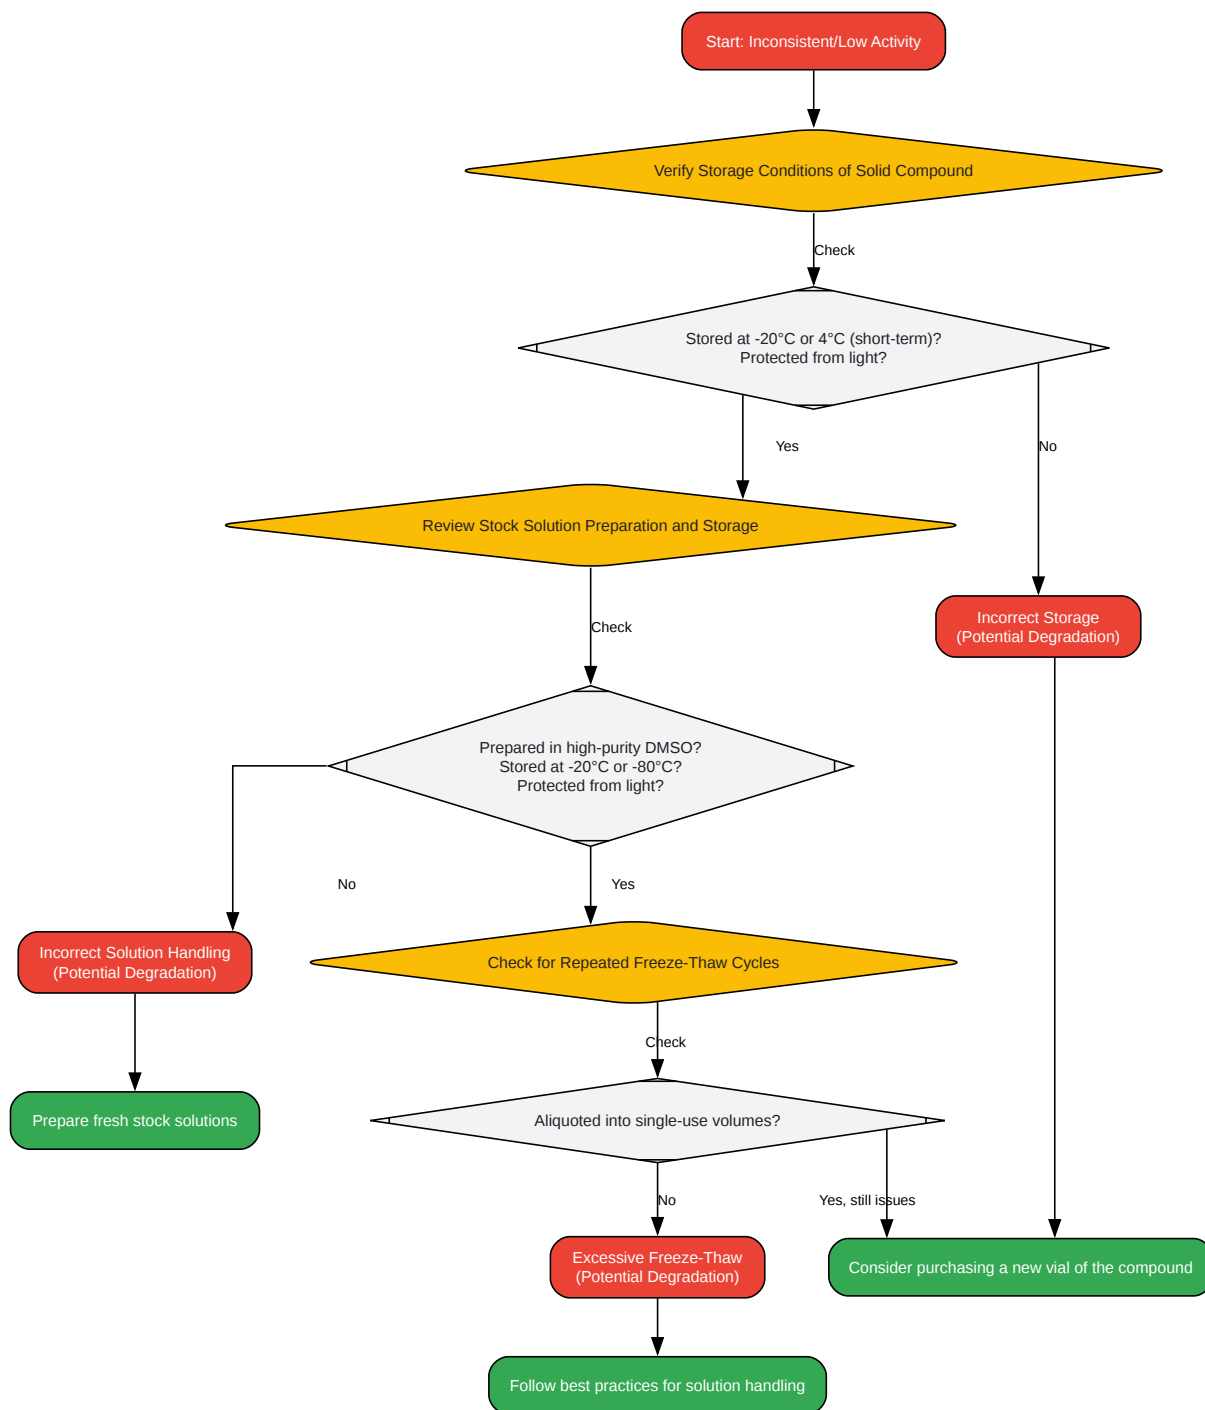 Start: Inconsistent/Low Activity
Verify Storage Conditions of Solid Compound
Check
Stored at -20°C or 4°C (short-term)?
Protected from light?
Yes
No
Review Stock Solution Preparation and Storage
Check
Incorrect Storage
(Potential Degradation)
Prepared in high-purity DMSO?
Stored at -20°C or -80°C?
Protected from light?
No
Yes
Incorrect Solution Handling
(Potential Degradation)
Check for Repeated Freeze-Thaw Cycles
Check
Prepare fresh stock solutions
Aliquoted into single-use volumes?
No
Yes, still issues
Excessive Freeze-Thaw
(Potential Degradation)
Consider purchasing a new vial of the compound
Follow best practices for solution handling